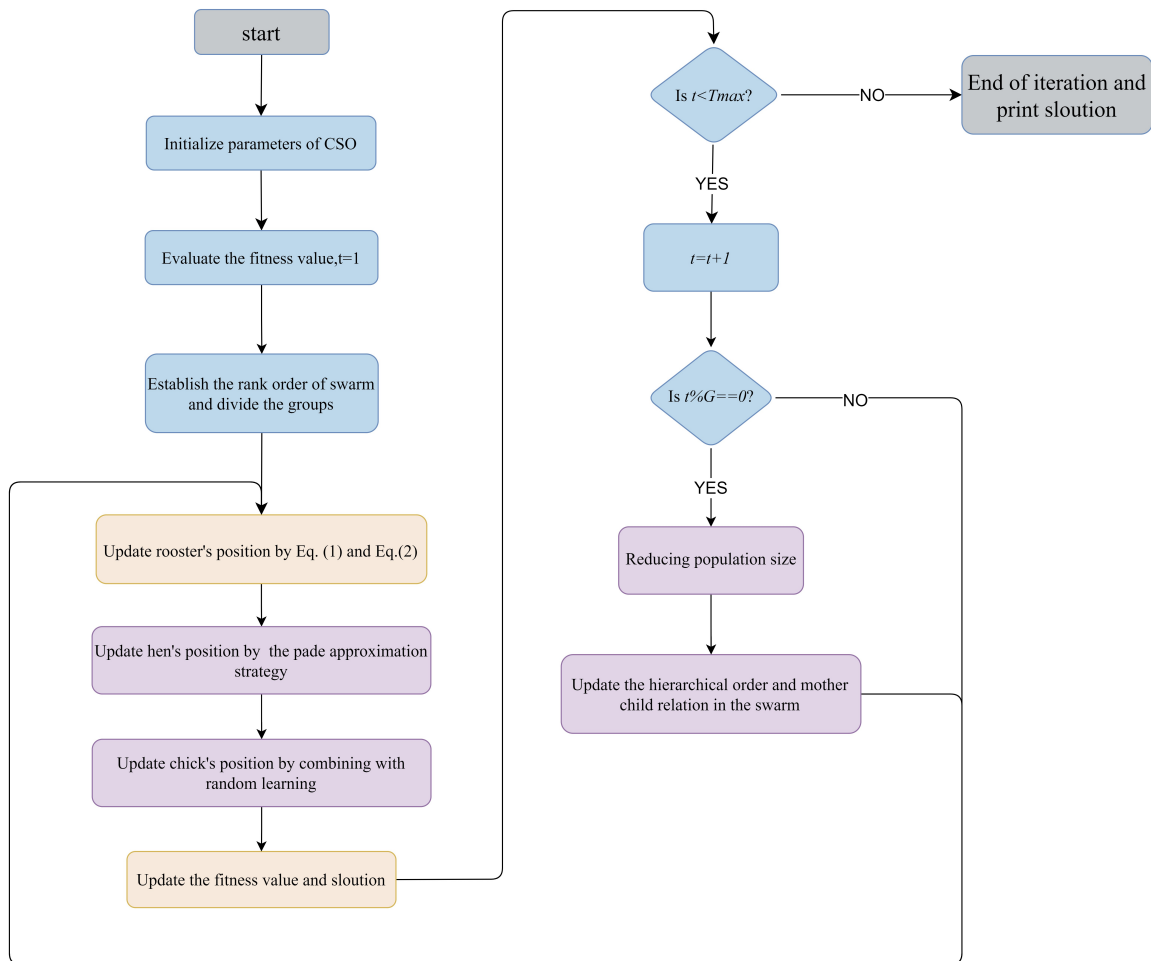 start
Initialize parameters of CSO
Evaluate the fitness value,t=1
Establish the rank order of swarm
and divide the groups
Update rooster's position by Eq. (1) and Eq.(2)
Update hen's position by  the pade approximation
strategy
Update chick's position by combining with
random learning
Update the fitness value and sloution
Is t<Tmax?
NO
End of iteration and
print sloution
YES
t=t+1
Is t%G==0?
NO
YES
Reducing population size
Update the hierarchical order and mother
child relation in the swarm